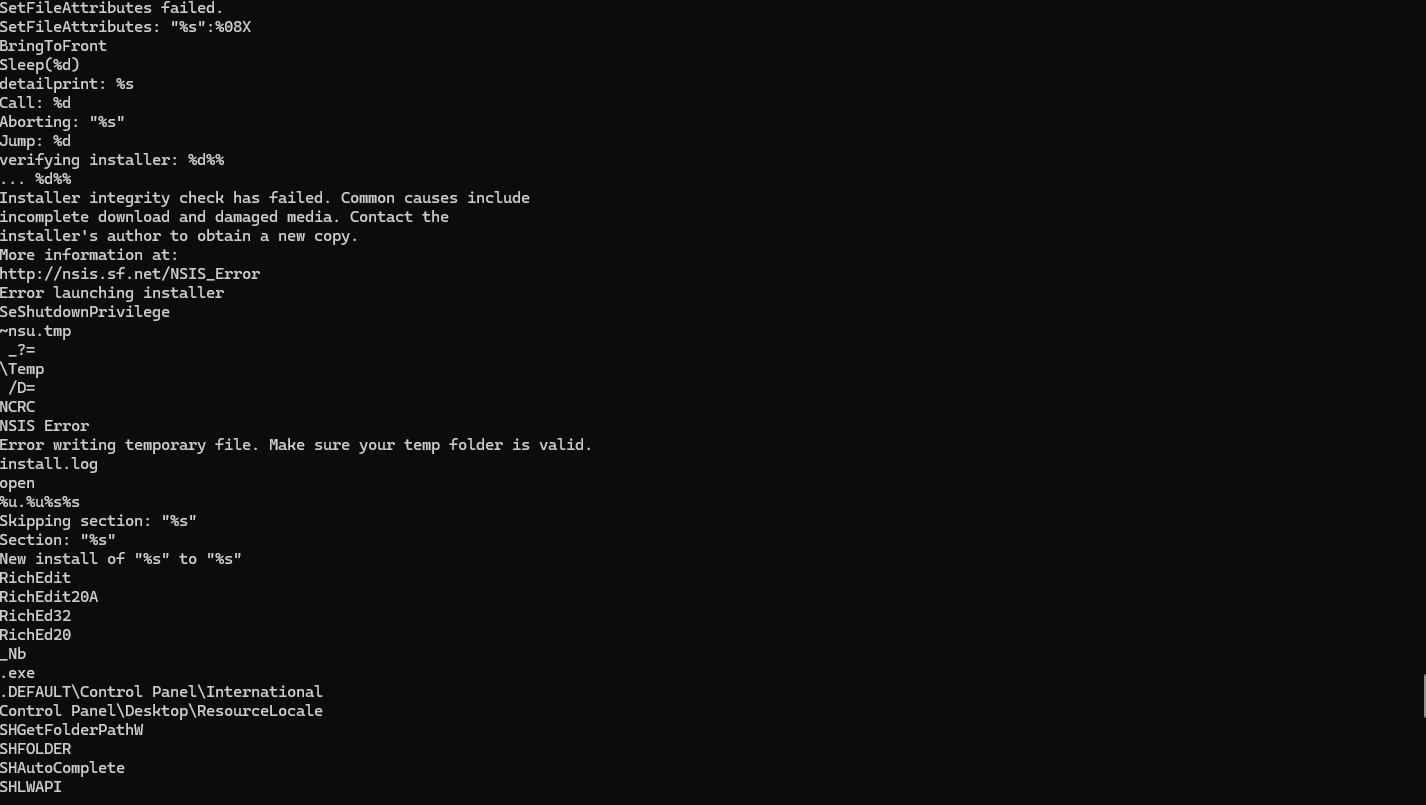 SetFileAttributes failed.
SetFileAttributes: "%s":%08X
BringToFront
Sleep(%d)
detailprint: %s
Call: %d
Aborting: "%s"
Jump: %d
verifying installer: %d%%
... %d%%
Installer integrity check has failed. Common causes include
incomplete download and damaged media. Contact the
installer's author to obtain a new copy.
More information at:
http://nsis.sf.net/NSIS_Error
Error launching installer
SeShutdownPrivilege
~nsu.tmp
 _?=
\Temp
 /D=
NCRC
NSIS Error
Error writing temporary file. Make sure your temp folder is valid.
install.log
open
%u.%u%s%s
Skipping section: "%s"
Section: "%s"
New install of "%s" to "%s"
RichEdit
RichEdit20A
RichEd32
RichEd20
_Nb
.exe
.DEFAULT\Control Panel\International
Control Panel\Desktop\ResourceLocale
SHGetFolderPathW
SHFOLDER
SHAutoComplete
SHLWAPI